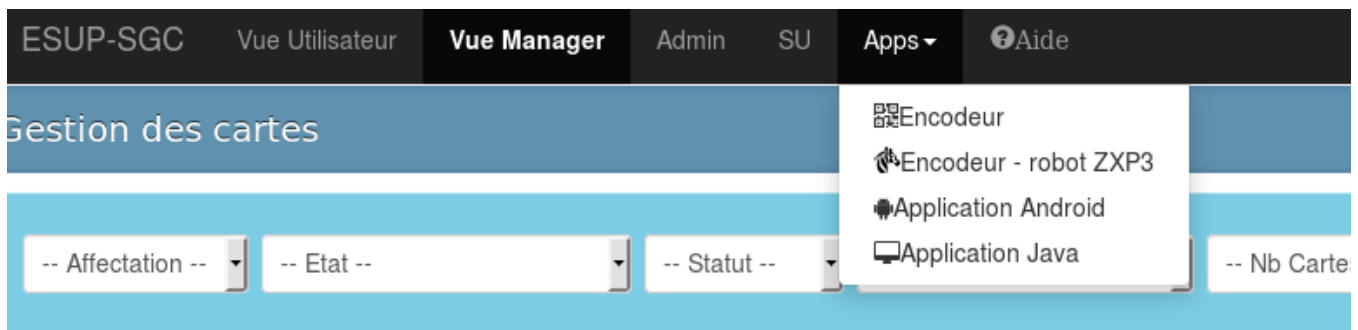 ESUP-SGC Vue Utilisateur Vue Manager Admin SU Apps Aide
Gestion des cartes
Encodeur
Encodeur - robot ZXP3
Application Android
Application Java
-- Affectation -- -- Etat -- -- Statut -- -- Nb Cartes